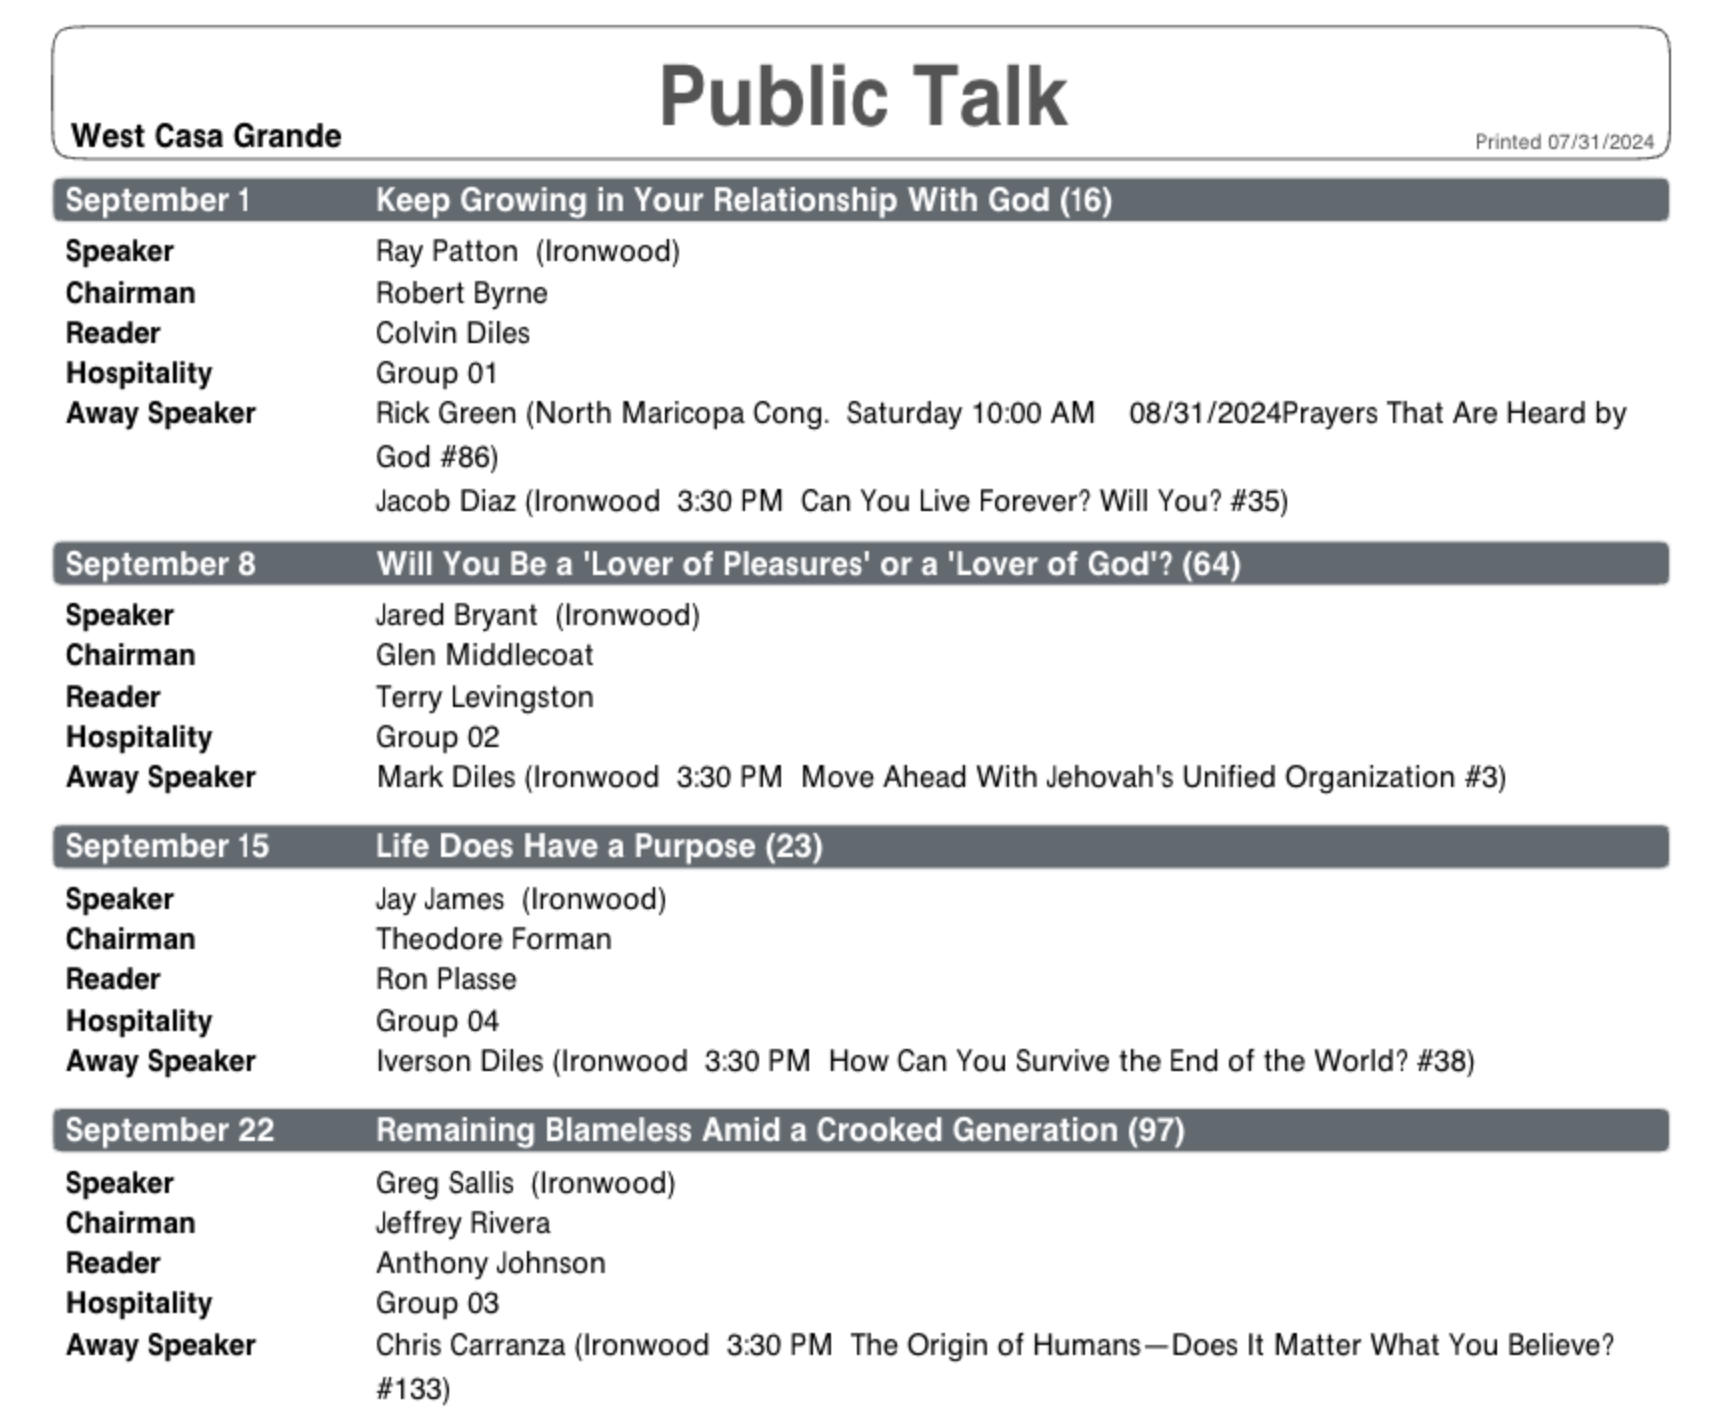 Public Talk
West Casa Grande
Printed 07/31/2024
September 1 Keep Growing in Your Relationship With God (16)
Speaker Ray Patton (Ironwood)
Chairman Robert Byrne
Reader Colvin Diles
Hospitality Group 01
Away Speaker Rick Green (North Maricopa Cong. Saturday 10:00 AM 08/31/2024Prayers That Are Heard by
God #86)
Jacob Diaz (Ironwood 3:30 PM Can You Live Forever? Will You? #35)
September 8 Will You Be a 'Lover of Pleasures' or a 'Lover of God'? (64)
Speaker Jared Bryant (Ironwood)
Chairman Glen Middlecoat
Reader Terry Levingston
Hospitality Group 02
Away Speaker Mark Diles (Ironwood 3:30 PM Move Ahead With Jehovah's Unified Organization #3)
September 15 Life Does Have a Purpose (23)
Speaker Jay James (Ironwood)
Chairman Theodore Forman
Reader Ron Plasse
Hospitality Group 04
Away Speaker Iverson Diles (Ironwood 3:30 PM How Can You Survive the End of the World? #38)
September 22 Remaining Blameless Amid a Crooked Generation (97)
Speaker Greg Sallis (Ironwood)
Chairman Jeffrey Rivera
Reader Anthony Johnson
Hospitality Group 03
Away Speaker Chris Carranza (Ironwood 3:30 PM The Origin of Humans—Does It Matter What You Believe?
#133)